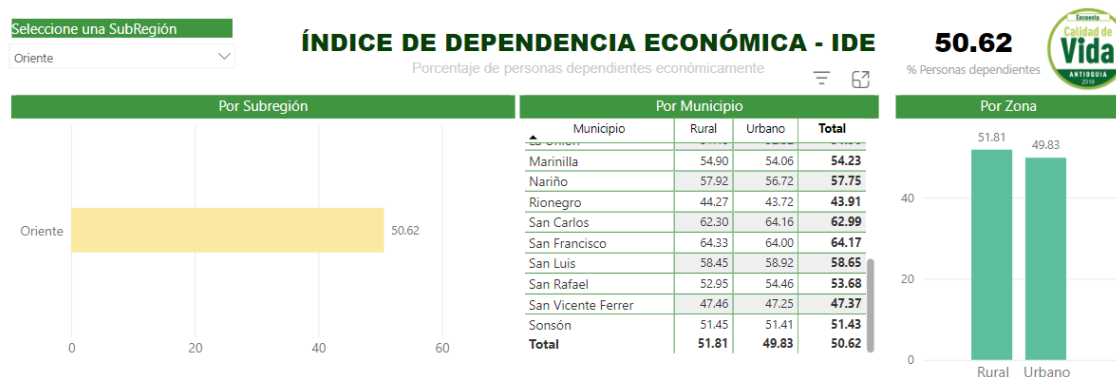 Seleccione una SubRegión
Oriente
ÍNDICE DE DEPENDENCIA ECONÓMICA - IDE
Porcentaje de personas dependientes económicamente
50.62
% Personas dependientes
Encuesta
Calidad de
Vida
ANTIOQUIA
2019
Por Subregión
Oriente
50.62
0 20 40 60
Por Municipio
Municipio Rural Urbano Total
Marinilla 54.90 54.06 54.23
Nariño 57.92 56.72 57.75
Rionegro 44.27 43.72 43.91
San Carlos 62.30 64.16 62.99
San Francisco 64.33 64.00 64.17
San Luis 58.45 58.92 58.65
San Rafael 52.95 54.46 53.68
San Vicente Ferrer 47.46 47.25 47.37
Sonsón 51.45 51.41 51.43
Total 51.81 49.83 50.62
Por Zona
51.81
49.83
40
20
0
Rural Urbano